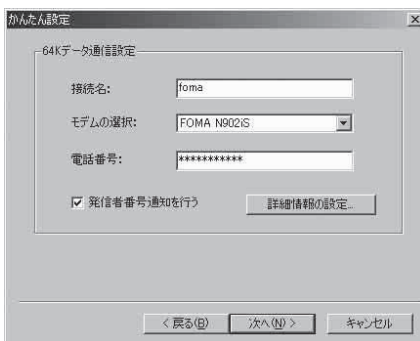 かんたん設定
64Kデータ通信設定
接続名: foma
モデムの選択: FOMA N902iS
電話番号: ***********
発信者番号通知を行う 詳細情報の設定...
< 戻る(B) 次へ(N) > キャンセル